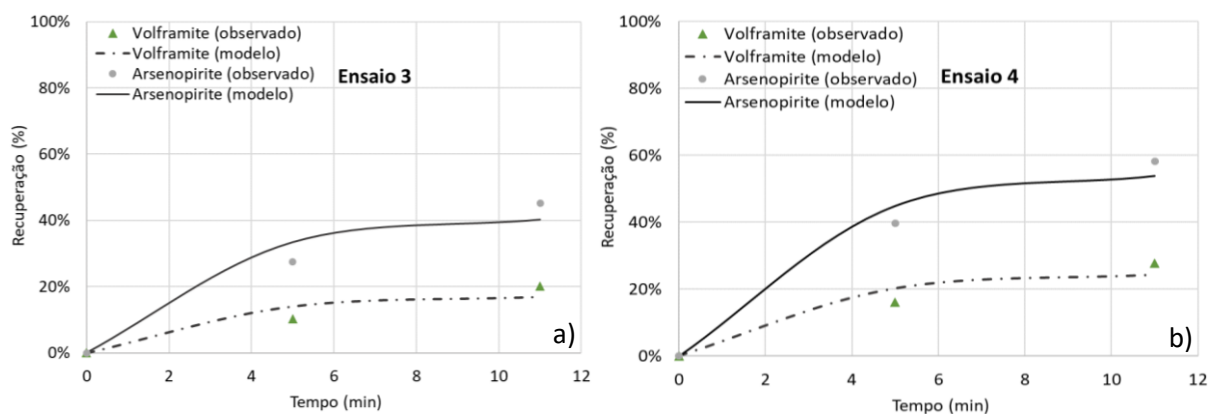 100%
80%
60%
40%
20%
0%
Recuperação (%)
Volframite (observado)
Volframite (modelo)
Arsenopirite (observado)
Arsenopirite (modelo)
Ensaio 3
a)
0 2 4 6 8 10 12
Tempo (min)
100%
80%
60%
40%
20%
0%
Recuperação (%)
Volframite (observado)
Volframite (modelo)
Arsenopirite (observado)
Arsenopirite (modelo)
Ensaio 4
b)
0 2 4 6 8 10 12
Tempo (min)